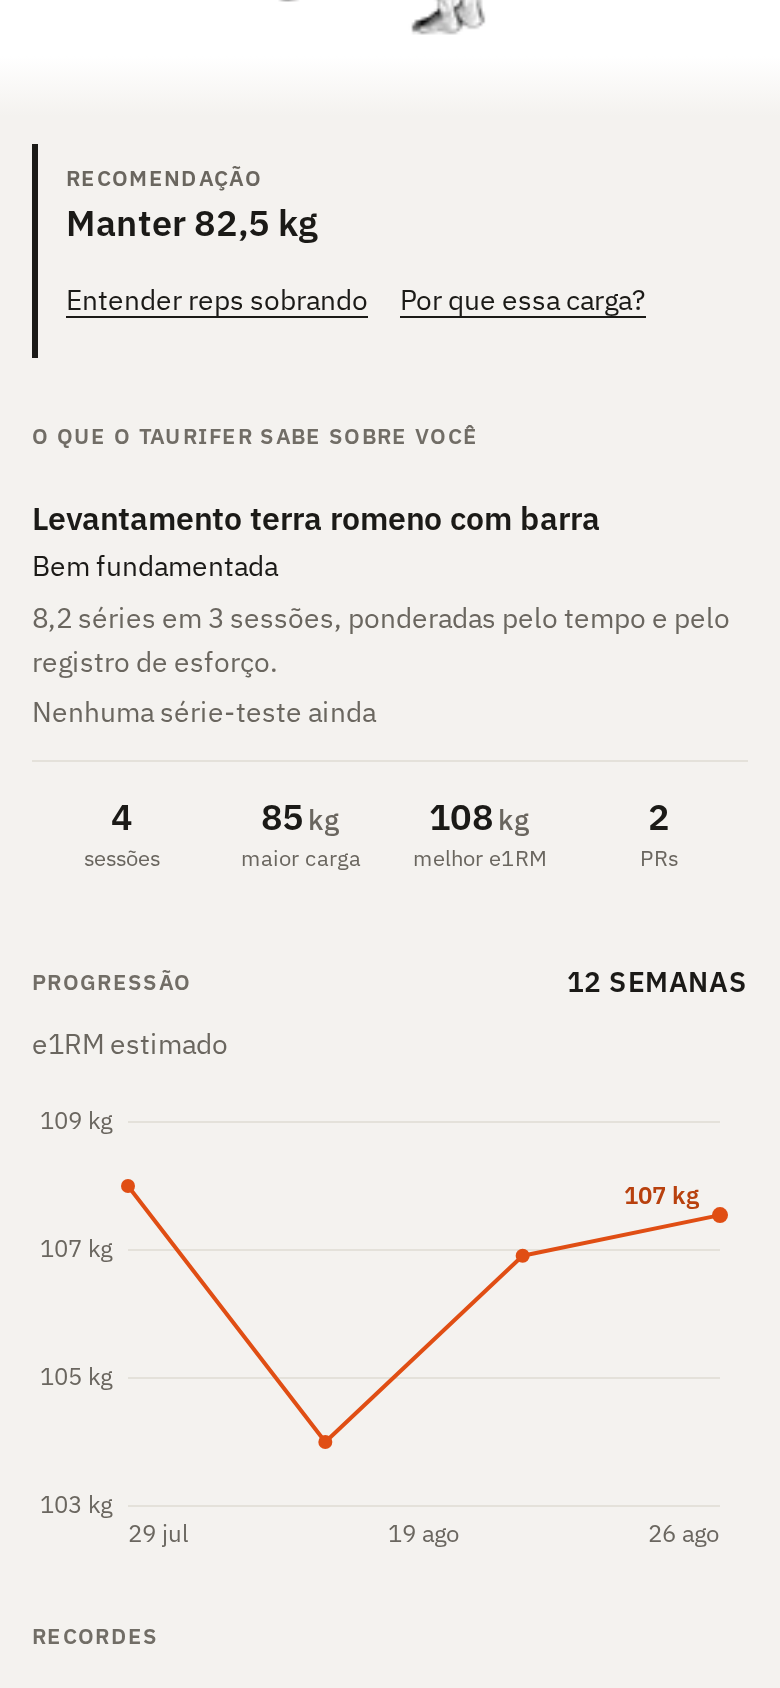 RECOMENDAÇÃO
Manter 82,5 kg
Entender reps sobrando Por que essa carga?
O QUE O TAURIFER SABE SOBRE VOCÊ
Levantamento terra romeno com barra
Bem fundamentada
8,2 séries em 3 sessões, ponderadas pelo tempo e pelo
registro de esforço.
Nenhuma série-teste ainda
4 85 kg 108 kg 2
sessões maior carga melhor e1RM PRs
PROGRESSÃO 12 SEMANAS
e1RM estimado
109 kg
107 kg
107 kg
105 kg
103 kg
29 jul 19 ago 26 ago
RECORDES